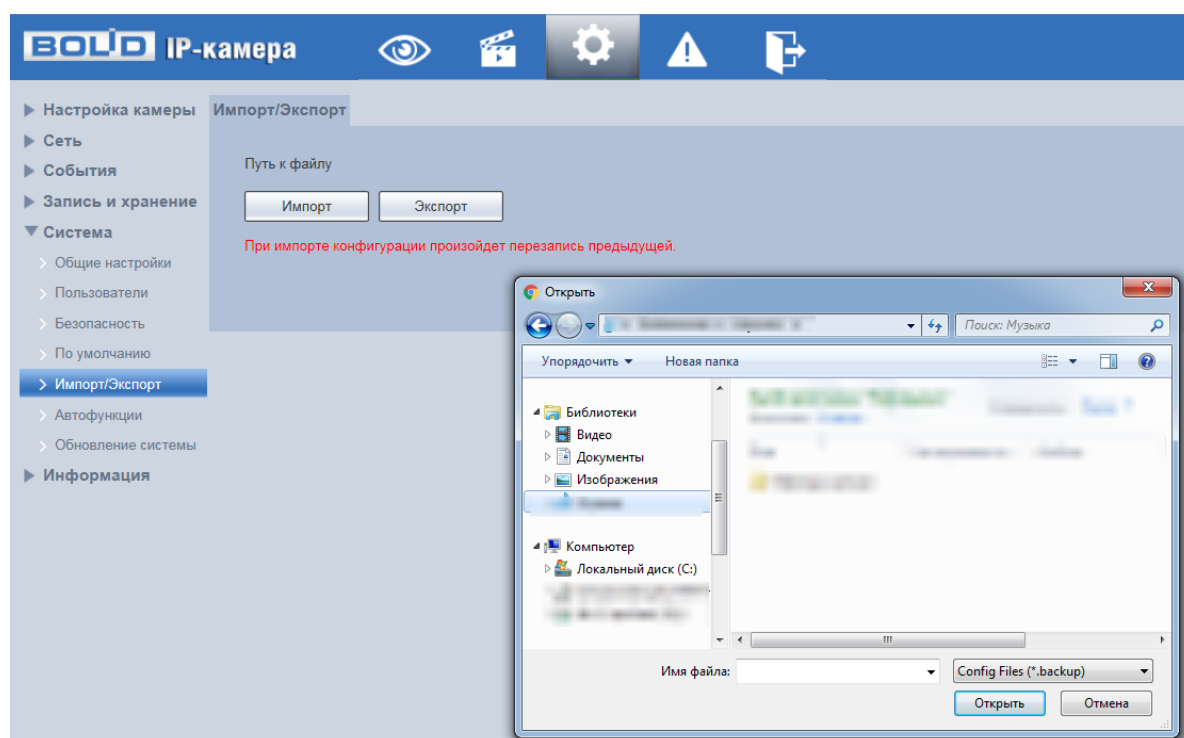 BOLID IP-камера
Настройка камеры
Сеть
События
Запись и хранение
Система
Общие настройки
Пользователи
Безопасность
По умолчанию
Импорт/Экспорт
Автофункции
Обновление системы
Информация
Импорт/Экспорт
Путь к файлу
Импорт Экспорт
При импорте конфигурации произойдет перезапись предыдущей.
Открыть
Поиск: Музыка
Упорядочить Новая папка
Библиотеки
Видео
Документы
Изображения
Компьютер
Локальный диск (C:)
Имя файла:
Config Files (*.backup)
Открыть Отмена